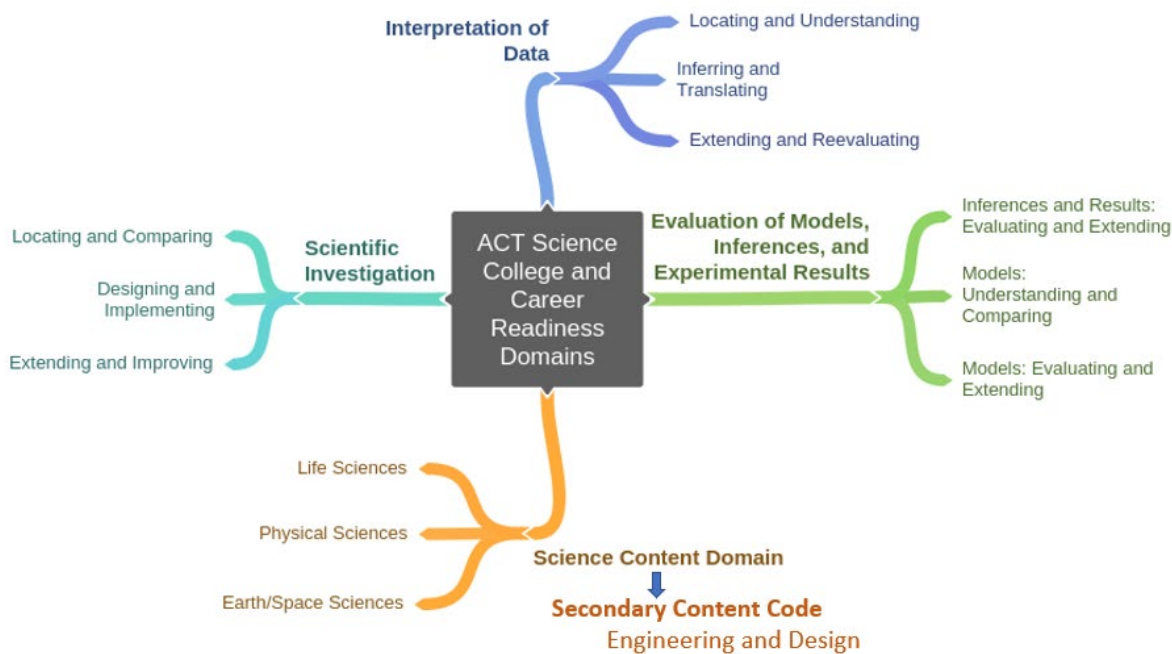 Interpretation of
Data
Locating and Understanding
Inferring and
Translating
Extending and Reevaluating
ACT Science
College and
Career
Readiness
Domains
Evaluation of Models,
Inferences, and
Experimental Results
Inferences and Results:
Evaluating and Extending
Models:
Understanding and
Comparing
Models: Evaluating and
Extending
Scientific
Investigation
Locating and Comparing
Designing and
Implementing
Extending and Improving
Life Sciences
Physical Sciences
Earth/Space Sciences
Science Content Domain
Secondary Content Code
Engineering and Design